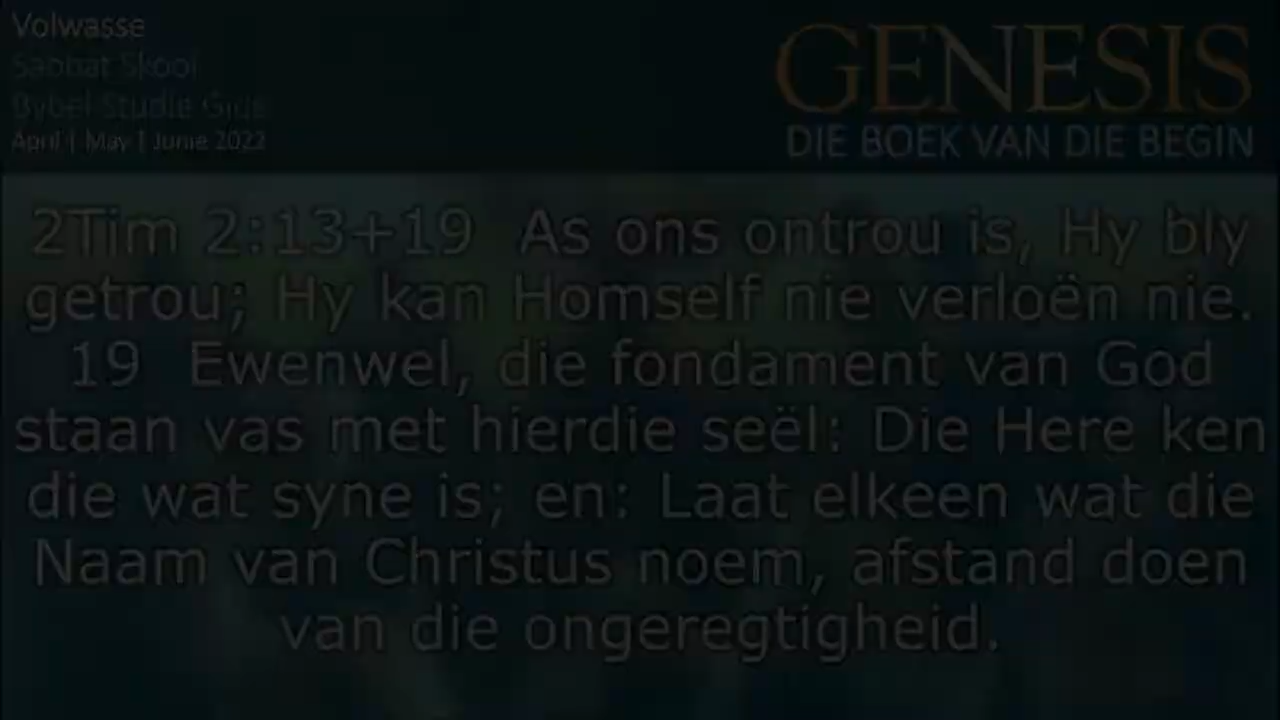 Volwasse
Sabbat Skool
Bybel Studie Gids
April | May | Junie 2022
GENESIS
DIE BOEK VAN DIE BEGIN
2Tim 2:13+19 As ons ontrou is, Hy bly
getrou; Hy kan Homself nie verloën nie.
19 Ewenwel, die fondament van God
staan vas met hierdie seël: Die Here ken
die wat syne is; en: Laat elkeen wat die
Naam van Christus noem, afstand doen
van die ongeregtigheid.